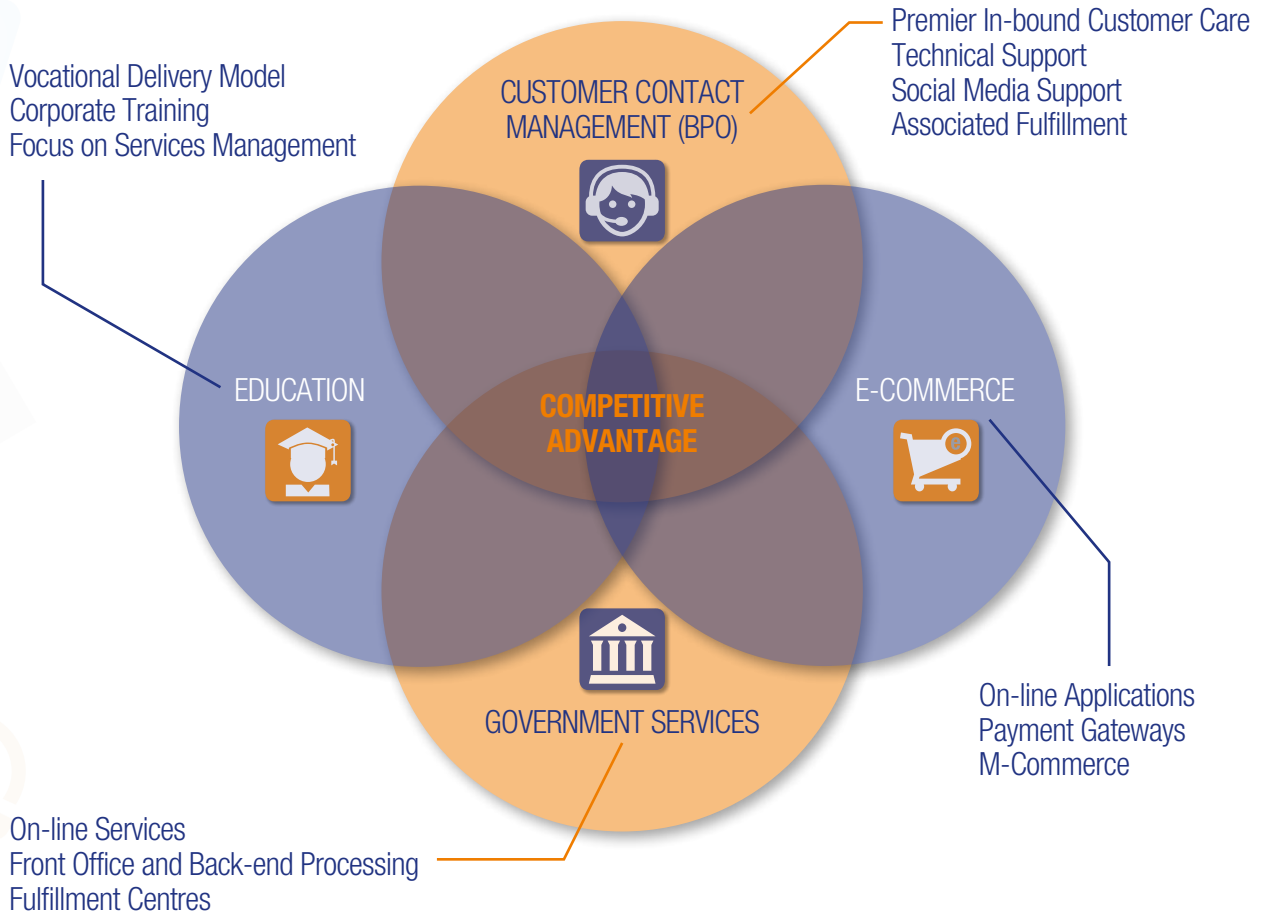 Premier In-bound Customer Care
Technical Support
Social Media Support
Associated Fulfillment
Vocational Delivery Model
Corporate Training
Focus on Services Management
CUSTOMER CONTACT
MANAGEMENT (BPO)
EDUCATION
COMPETITIVE
ADVANTAGE
E-COMMERCE
e
GOVERNMENT SERVICES
On-line Applications
Payment Gateways
M-Commerce
On-line Services
Front Office and Back-end Processing
Fulfillment Centres